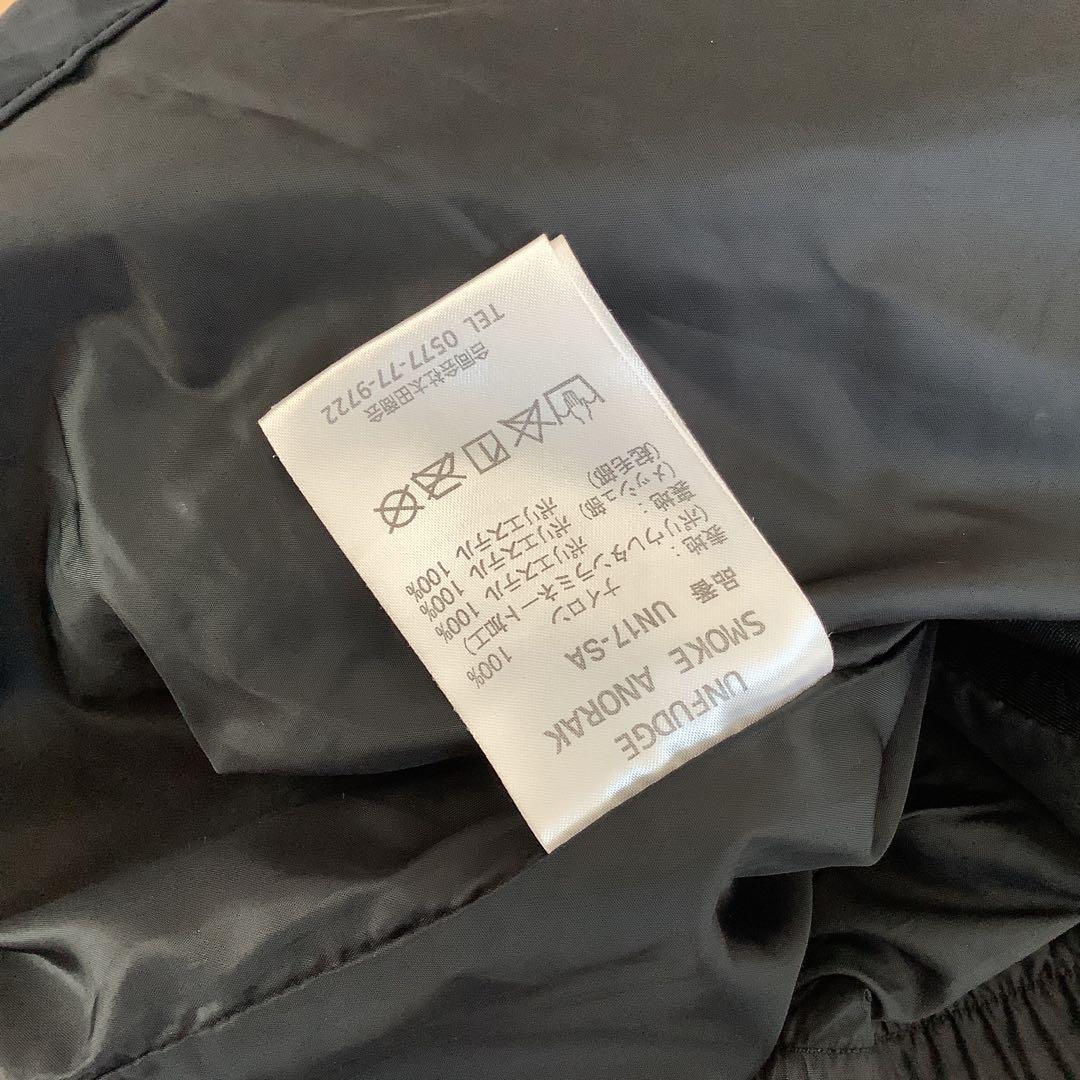 UNFUDGE
SMOKE ANORAK
品番 UN17-SA
表地: ナイロン 100%
(ポリウレタンラミネート加工)
裏地: ポリエステル 100%
(メッシュ部) ポリエステル 100%
(起毛部) ポリエステル 100%
合同会社太田商会
TEL 0577-77-9722